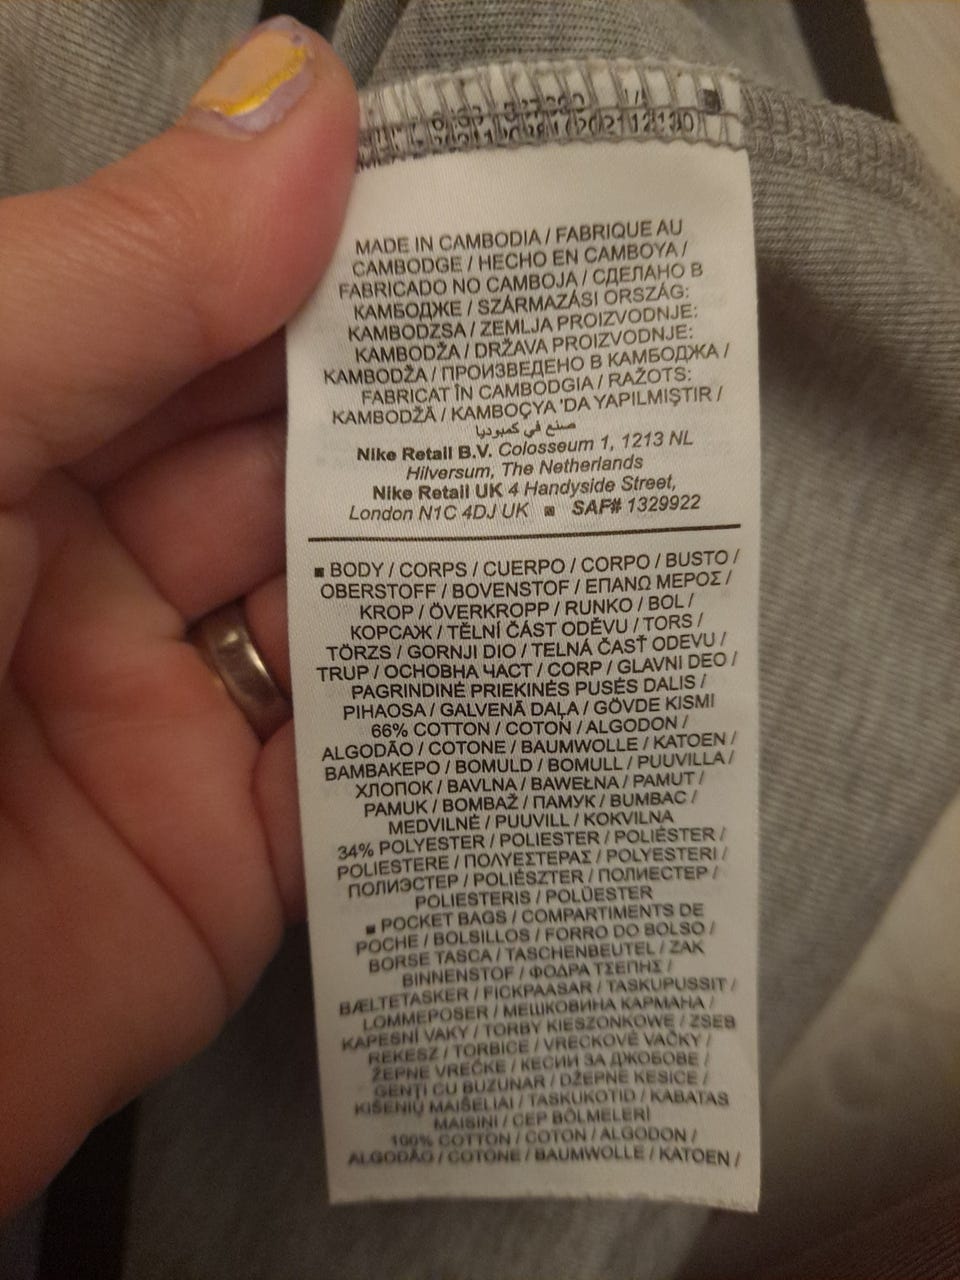 MADE IN CAMBODIA / FABRIQUE AU
CAMBODGE / HECHO EN CAMBOYA /
FABRICADO NO CAMBOJA / СДЕЛАНО В
КАМБОДЖЕ / SZÁRMAZÁSI ORSZÁG:
KAMBODZSA / ZEMLJA PROIZVODNJE:
KAMBODŽA / DRŽAVA PROIZVODNJE:
KAMBODŽA / ПРОИЗВЕДЕНО В КАМБОДЖА /
FABRICAT ÎN CAMBODGIA / RAŽOTS:
KAMBODŽĀ / KAMBOÇYA 'DA YAPILMIŞTIR /
صنع في كمبوديا
Nike Retail B.V. Colosseum 1, 1213 NL
Hilversum, The Netherlands
Nike Retail UK 4 Handyside Street,
London N1C 4DJ UK ■ SAF# 1329922
■ BODY / CORPS / CUERPO / CORPO / BUSTO /
OBERSTOFF / BOVENSTOF / ΕΠΑΝΩ ΜΕΡΟΣ /
KROP / ÖVERKROPP / RUNKO / BOL /
КОРСАЖ / TĚLNÍ ČÁST ODĚVU / TORS /
TÖRZS / GORNJI DIO / TELNÁ ČASŤ ODEVU /
TRUP / ОСНОВНА ЧАСТ / CORP / GLAVNI DEO /
PAGRINDINĖ PRIEKINĖS PUSĖS DALIS /
PIHAOSA / GALVENĀ DAĻA / GÖVDE KISMI
66% COTTON / COTON / ALGODON /
ALGODÃO / COTONE / BAUMWOLLE / KATOEN /
ΒΑΜΒΑΚΕΡΟ / BOMULD / BOMULL / PUUVILLA /
ХЛОПОК / BAVLNA / BAWEŁNA / PAMUT /
PAMUK / BOMBAŽ / ПАМУК / BUMBAC /
MEDVILNĖ / PUUVILL / KOKVILNA
34% POLYESTER / POLIESTER / POLIÉSTER /
POLIESTERE / ΠΟΛΥΕΣΤΕΡΑΣ / POLYESTERI /
ПОЛИЭСТЕР / POLIÉSZTER / ПОЛИЕСТЕР /
POLIESTERIS / POLÜESTER
■ POCKET BAGS / COMPARTIMENTS DE
POCHE / BOLSILLOS / FORRO DO BOLSO /
BORSE TASCA / TASCHENBEUTEL / ZAK
BINNENSTOF / ΦΟΔΡΑ ΤΣΕΠΗΣ /
BÆLTETASKER / FICKPAASAR / TASKUPUSSIT /
LOMMEPOSER / МЕШКОВИНА КАРМАНА /
KAPESNÍ VAKY / TORBY KIESZONKOWE / ZSEB
REKESZ / TORBICE / VRECKOVÉ VAČKY /
ŽEPNE VREČKE / КЕСИИ ЗА ДЖОБОВЕ /
GENȚI CU BUZUNAR / DŽEPNE KESICE /
KIŠENIŲ MAIŠELIAI / TASKUKOTID / KABATAS
MAISINI / CEP BÖLMELERİ
100% COTTON / COTON / ALGODON /
ALGODÃO / COTONE / BAUMWOLLE / KATOEN /